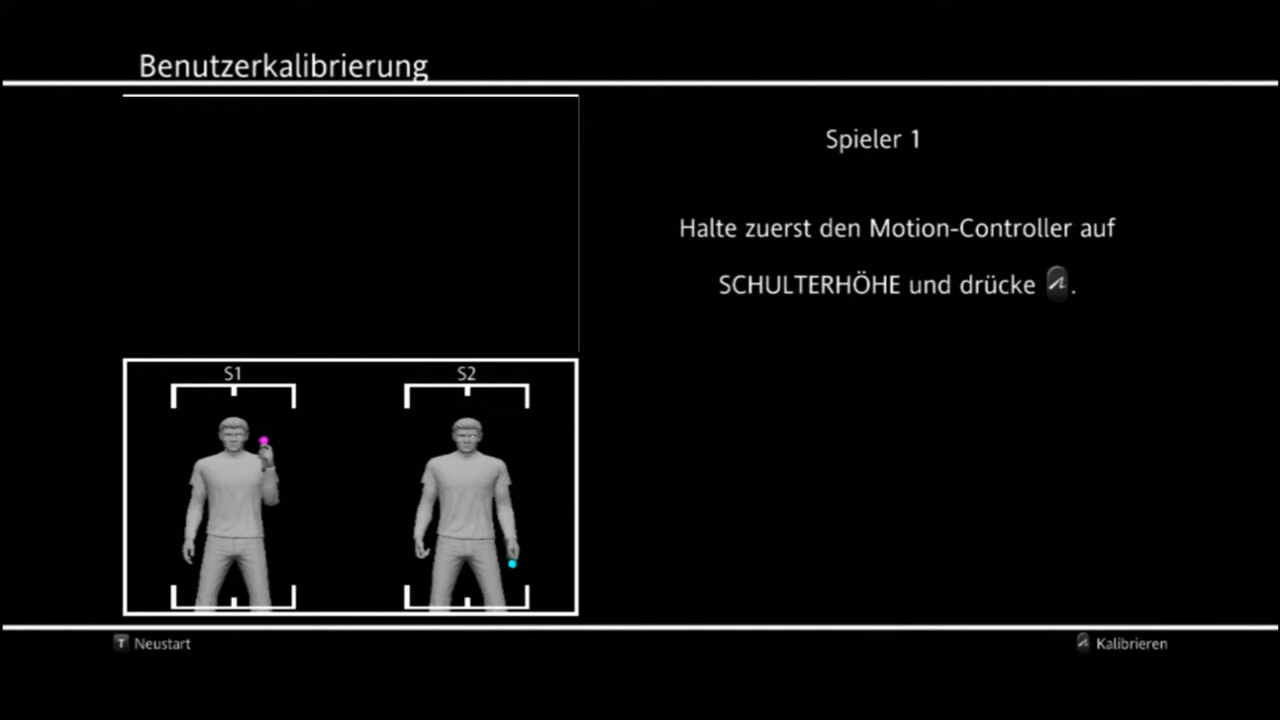 Benutzerkalibrierung
Spieler 1
Halte zuerst den Motion-Controller auf
SCHULTERHÖHE und drücke .
S1 S2
T Neustart
Kalibrieren